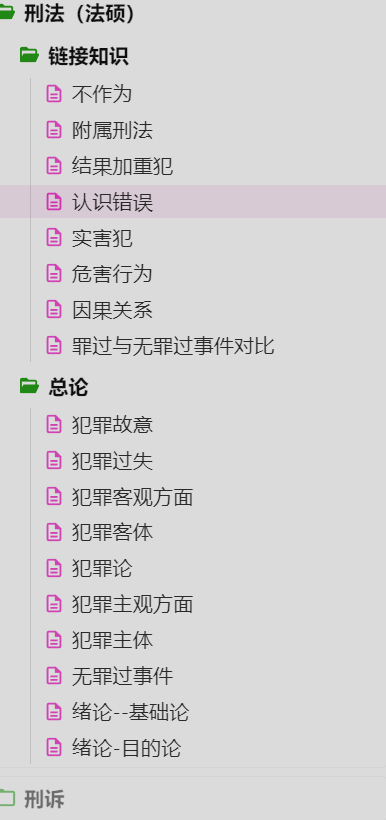 刑法（法硕）
链接知识
不作为
附属刑法
结果加重犯
认识错误
实害犯
危害行为
因果关系
罪过与无罪过事件对比
总论
犯罪故意
犯罪过失
犯罪客观方面
犯罪客体
犯罪论
犯罪主观方面
犯罪主体
无罪过事件
绪论--基础论
绪论-目的论
刑诉